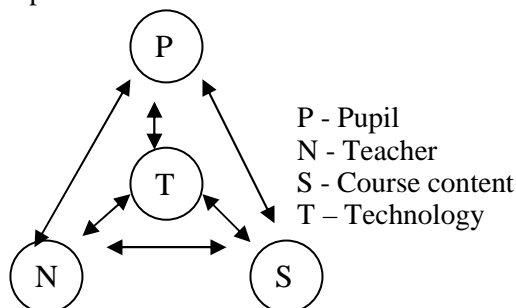 P
P - Pupil
N - Teacher
S - Course content
T – Technology
T
N
S